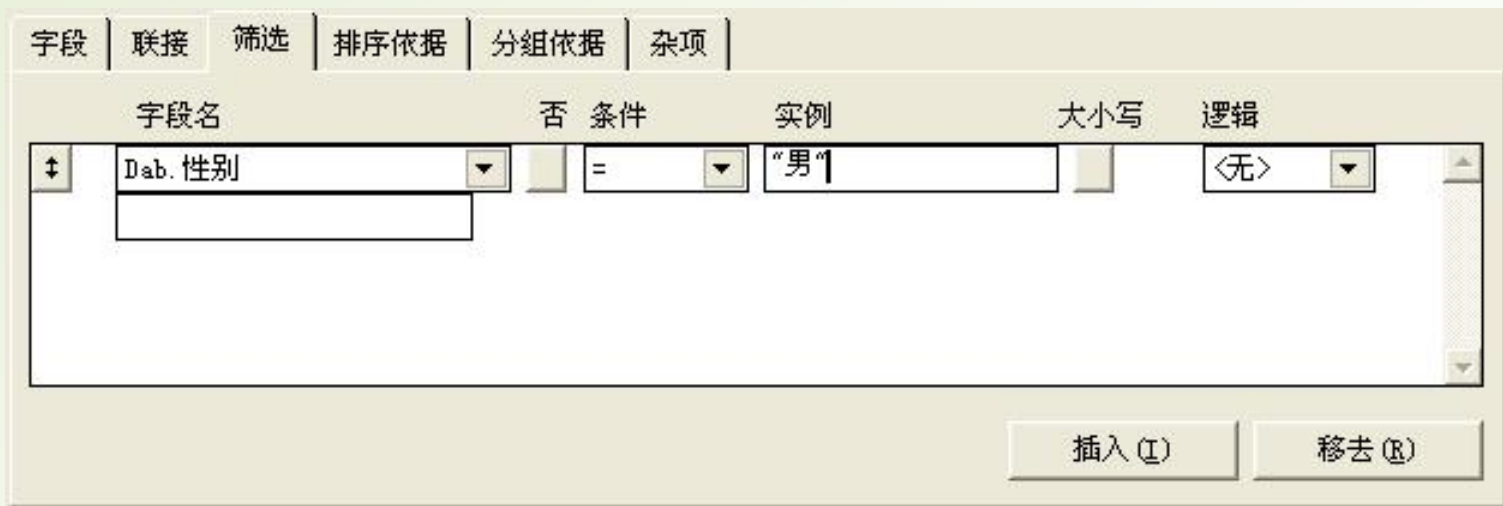 字段 联接 筛选 排序依据 分组依据 杂项
字段名 否 条件 实例 大小写 逻辑
Dab.性别 = “男“ <无>
插入(I) 移去(R)